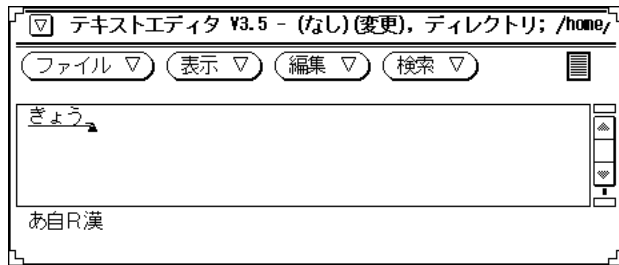 テキストエディタ V3.5 - (なし)(変更), ディレクトリ; /home/
ファイル ▽ 表示 ▽ 編集 ▽ 検索 ▽
きょう
あ自R漢